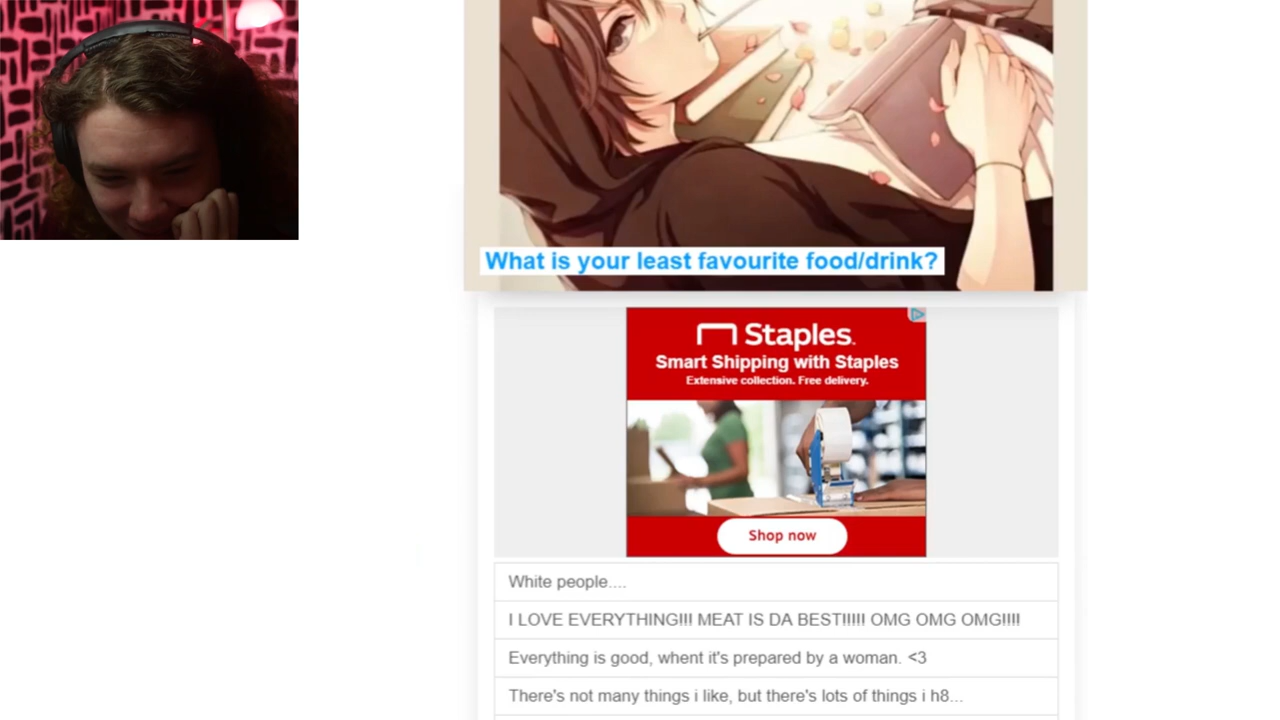 What is your least favourite food/drink?
Staples.
Smart Shipping with Staples
Extensive collection. Free delivery.
Shop now
White people....
I LOVE EVERYTHING!!! MEAT IS DA BEST!!!!! OMG OMG OMG!!!!
Everything is good, whent it's prepared by a woman. <3
There's not many things i like, but there's lots of things i h8...